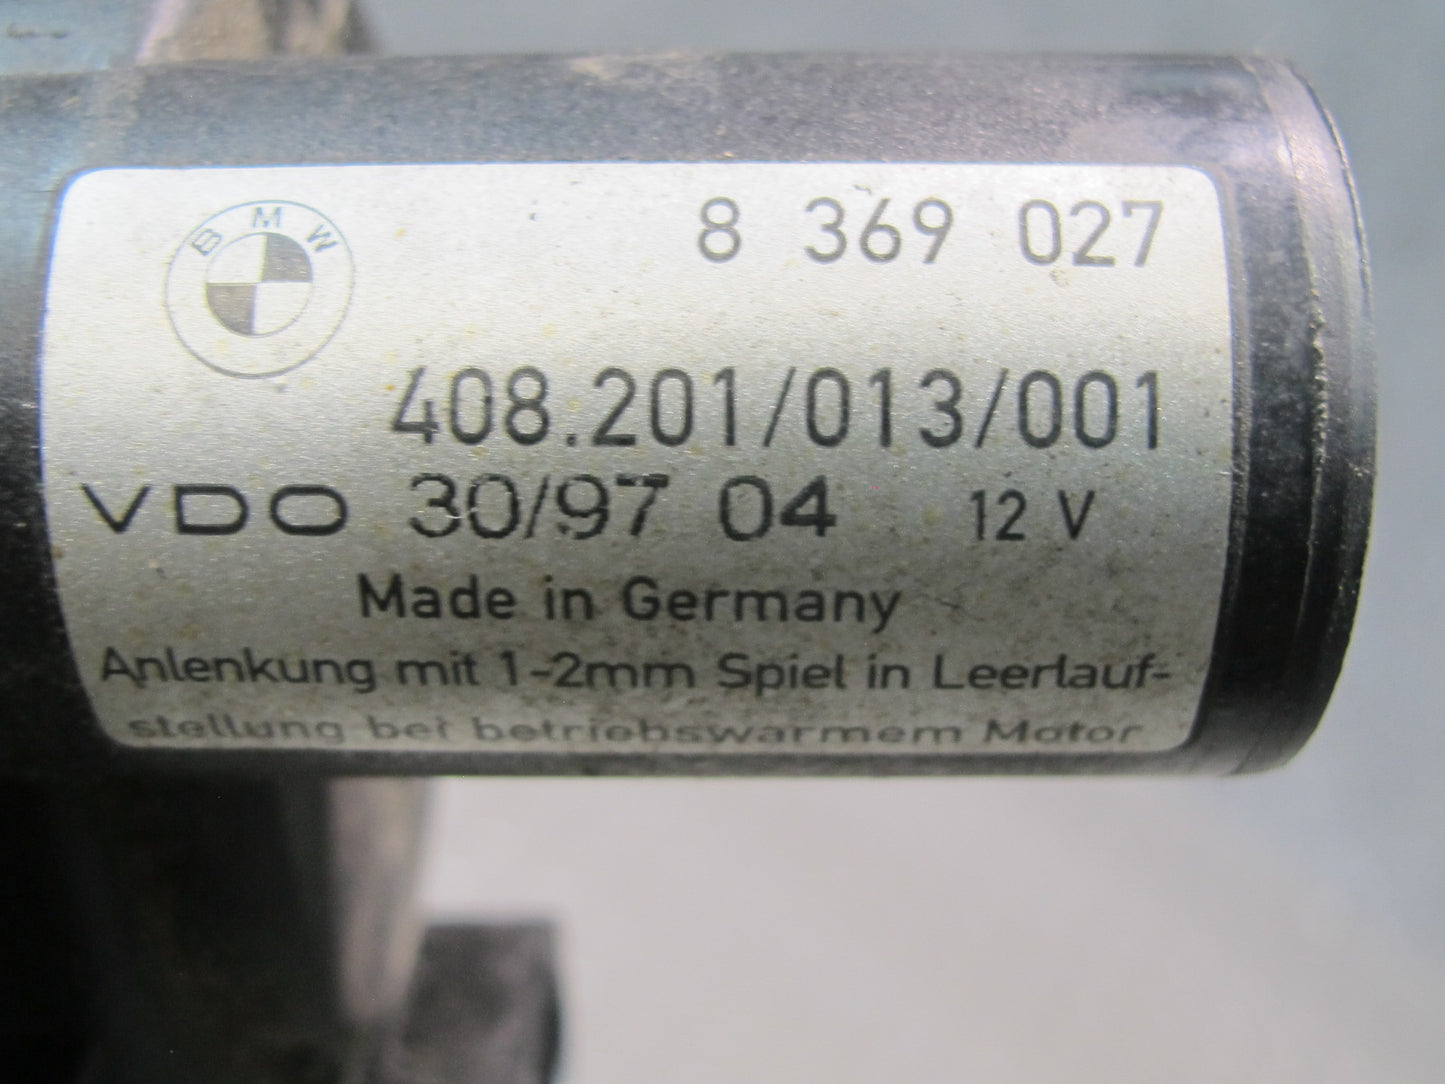 BMW
8 369 027
408.201/013/001
VDO 30/97 04 12 V
Made in Germany
Anlenkung mit 1-2mm Spiel in Leerlauf-
stellung bei betriebswarmem Motor